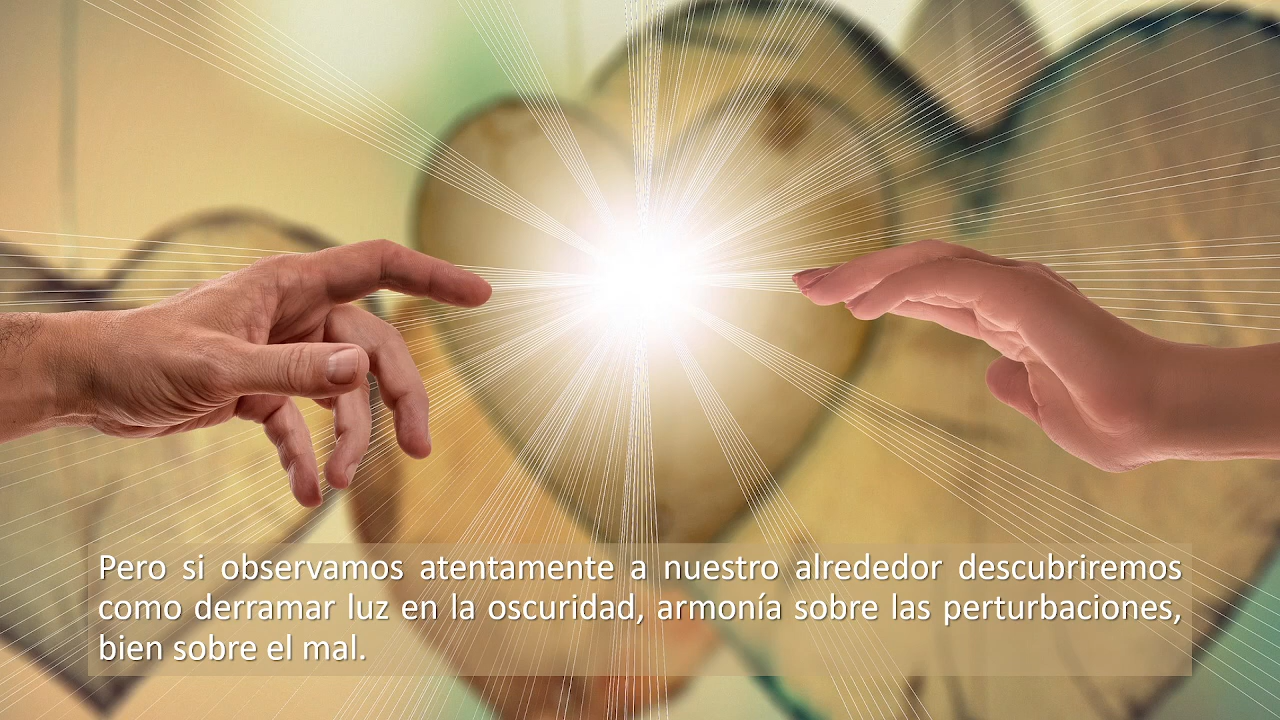 Pero si observamos atentamente a nuestro alrededor descubriremos
como derramar luz en la oscuridad, armonía sobre las perturbaciones,
bien sobre el mal.